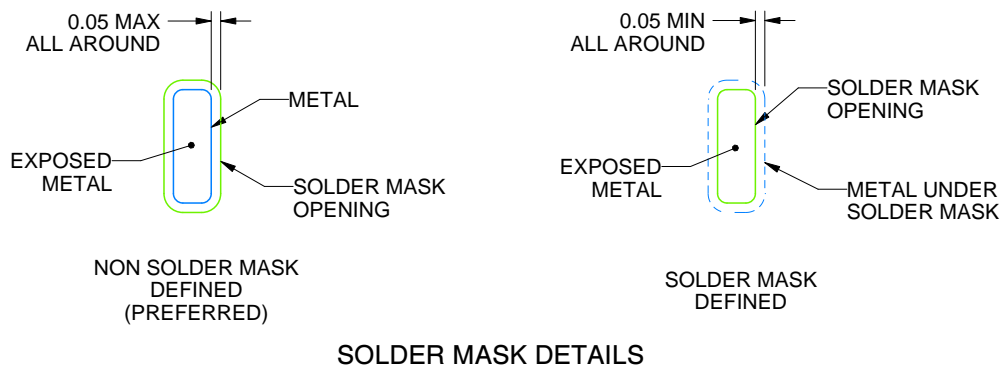 0.05 MAX
ALL AROUND
METAL
EXPOSED
METAL
SOLDER MASK
OPENING
NON SOLDER MASK
DEFINED
(PREFERRED)
0.05 MIN
ALL AROUND
SOLDER MASK
OPENING
EXPOSED
METAL
METAL UNDER
SOLDER MASK
SOLDER MASK
DEFINED
SOLDER MASK DETAILS